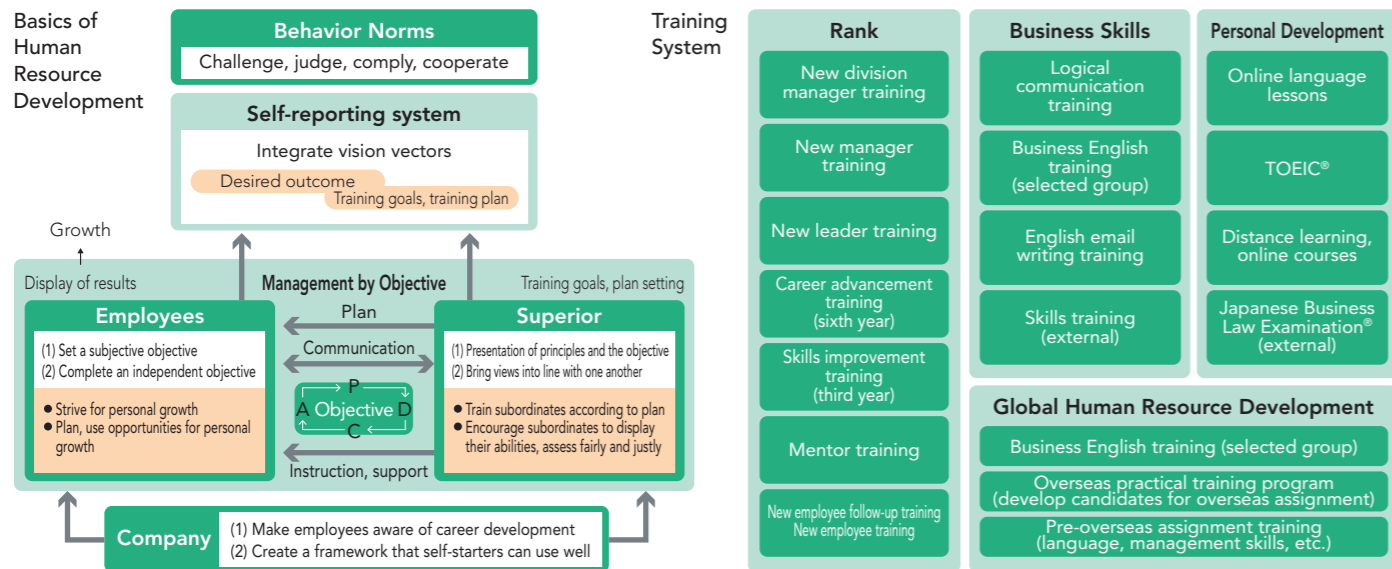 Basics of
Human
Resource
Development
Behavior Norms
Challenge, judge, comply, cooperate
Self-reporting system
Integrate vision vectors
Desired outcome
Training goals, training plan
Growth
Display of results
Management by Objective
Training goals, plan setting
Employees
(1) Set a subjective objective
(2) Complete an independent objective
● Strive for personal growth
● Plan, use opportunities for personal
growth
Plan
Communication
P
A Objective D
C
Instruction, support
Superior
(1) Presentation of principles and the objective
(2) Bring views into line with one another
● Train subordinates according to plan
● Encourage subordinates to display
their abilities, assess fairly and justly
Company
(1) Make employees aware of career development
(2) Create a framework that self-starters can use well
Training
System
Rank
New division
manager training
New manager
training
New leader training
Career advancement
training
(sixth year)
Skills improvement
training
(third year)
Mentor training
New employee follow-up training
New employee training
Business Skills
Logical
communication
training
Business English
training
(selected group)
English email
writing training
Skills training
(external)
Personal Development
Online language
lessons
TOEIC®
Distance learning,
online courses
Japanese Business
Law Examination®
(external)
Global Human Resource Development
Business English training (selected group)
Overseas practical training program
(develop candidates for overseas assignment)
Pre-overseas assignment training
(language, management skills, etc.)